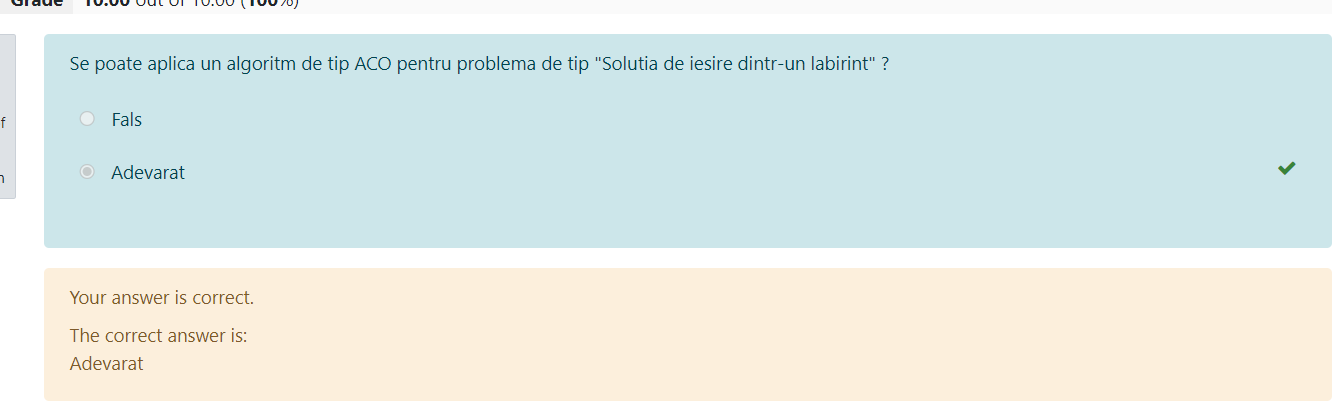 Grade 10.00 out of 10.00 (100%)
Se poate aplica un algoritm de tip ACO pentru problema de tip "Solutia de iesire dintr-un labirint" ?
f
Fals
n
Adevarat
Your answer is correct.
The correct answer is:
Adevarat